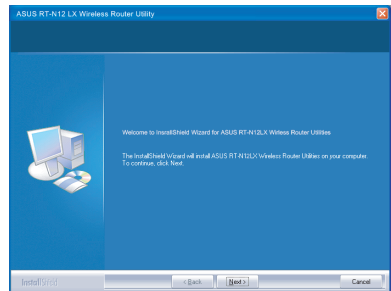 ASUS RT-N12 LX Wireless Router Utility
Welcome to InsrallShield Wizard for ASUS RT-N12LX Wirless Router Utilities
The InstallShield Wizard will install ASUS RT-N12LX Wireless Router Utilities on your computer.
To continue, click Next.
InstallShield
< Back
Next >
Cancel